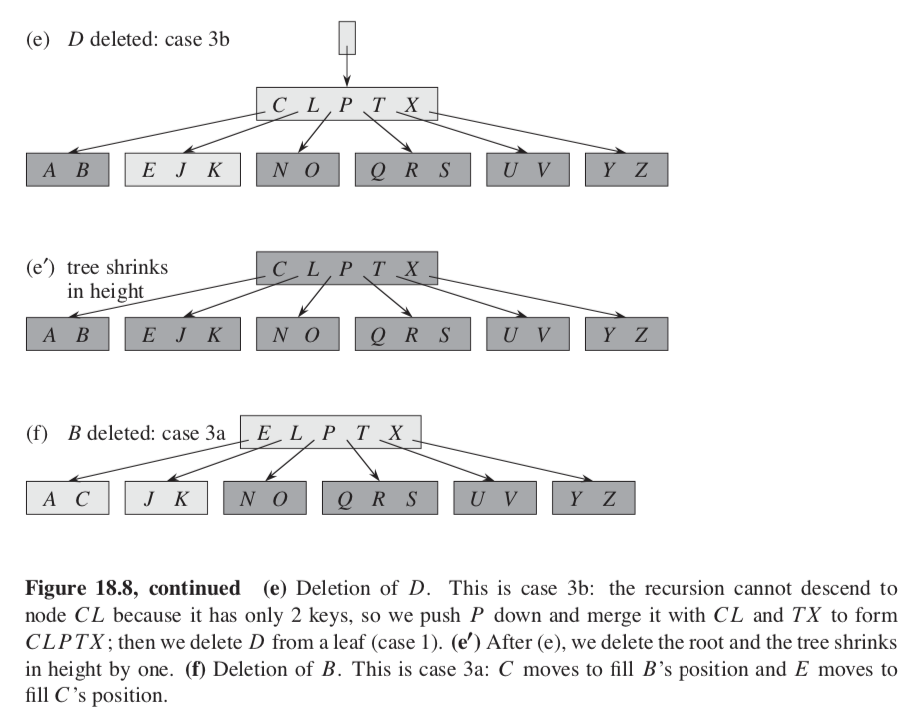 (e) D deleted: case 3b
C L P T X
A B E J K N O Q R S U V Y Z
(e′) tree shrinks
in height
C L P T X
A B E J K N O Q R S U V Y Z
(f) B deleted: case 3a
E L P T X
A C J K N O Q R S U V Y Z
Figure 18.8, continued (e) Deletion of D. This is case 3b: the recursion cannot descend to
node CL because it has only 2 keys, so we push P down and merge it with CL and TX to form
CLPTX; then we delete D from a leaf (case 1). (e′) After (e), we delete the root and the tree shrinks
in height by one. (f) Deletion of B. This is case 3a: C moves to fill B’s position and E moves to
fill C’s position.